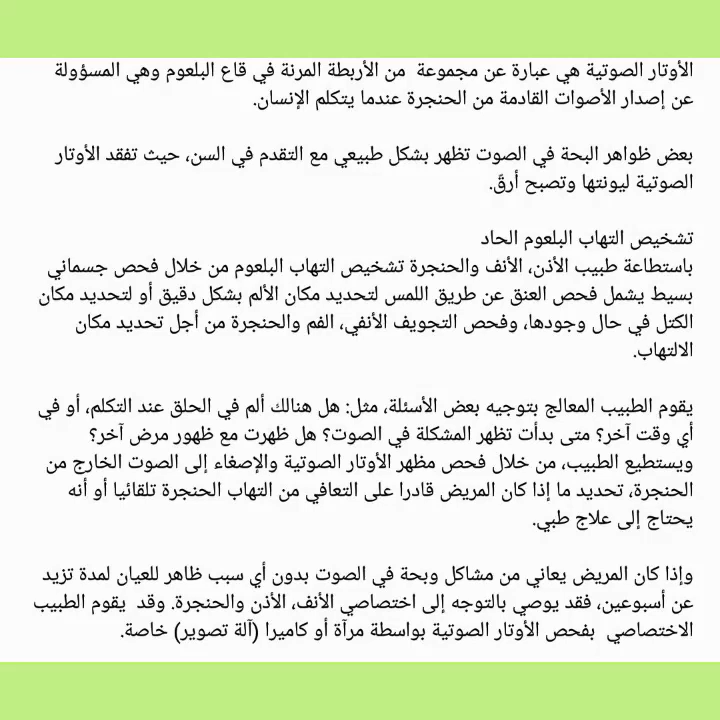 الأوتار الصوتية هي عبارة عن مجموعة  من الأربطة المرنة في قاع البلعوم وهي المسؤولة
عن إصدار الأصوات القادمة من الحنجرة عندما يتكلم الإنسان.
بعض ظواهر البحة في الصوت تظهر بشكل طبيعي مع التقدم في السن، حيث تفقد الأوتار
الصوتية ليونتها وتصبح أرقّ.
تشخيص التهاب البلعوم الحاد
باستطاعة طبيب الأذن، الأنف والحنجرة تشخيص التهاب البلعوم من خلال فحص جسماني
بسيط يشمل فحص العنق عن طريق اللمس لتحديد مكان الألم بشكل دقيق أو لتحديد مكان
الكتل في حال وجودها، وفحص التجويف الأنفي، الفم والحنجرة من أجل تحديد مكان
الالتهاب.
يقوم الطبيب المعالج بتوجيه بعض الأسئلة، مثل: هل هنالك ألم في الحلق عند التكلم، أو في
أي وقت آخر؟ متى بدأت تظهر المشكلة في الصوت؟ هل ظهرت مع ظهور مرض آخر؟
ويستطيع الطبيب، من خلال فحص مظهر الأوتار الصوتية والإصغاء إلى الصوت الخارج من
الحنجرة، تحديد ما إذا كان المريض قادرا على التعافي من التهاب الحنجرة تلقائيا أو أنه
يحتاج إلى علاج طبي.
وإذا كان المريض يعاني من مشاكل وبحة في الصوت بدون أي سبب ظاهر للعيان لمدة تزيد
عن أسبوعين، فقد يوصي بالتوجه إلى اختصاصي الأنف، الأذن والحنجرة. وقد  يقوم الطبيب
الاختصاصي  بفحص الأوتار الصوتية بواسطة مرآة أو كاميرا (آلة تصوير) خاصة.